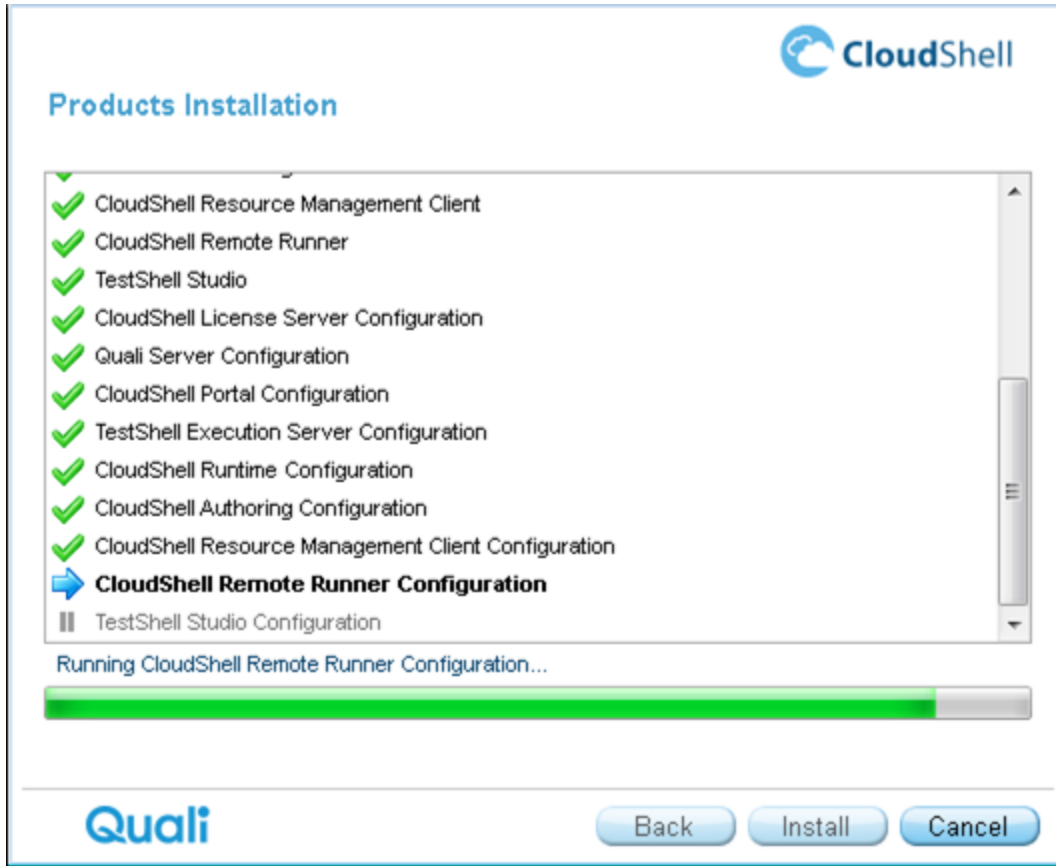 CloudShell
Products Installation
CloudShell Resource Management Client
CloudShell Remote Runner
TestShell Studio
CloudShell License Server Configuration
Quali Server Configuration
CloudShell Portal Configuration
TestShell Execution Server Configuration
CloudShell Runtime Configuration
CloudShell Authoring Configuration
CloudShell Resource Management Client Configuration
CloudShell Remote Runner Configuration
TestShell Studio Configuration
Running CloudShell Remote Runner Configuration...
Quali
Back
Install
Cancel